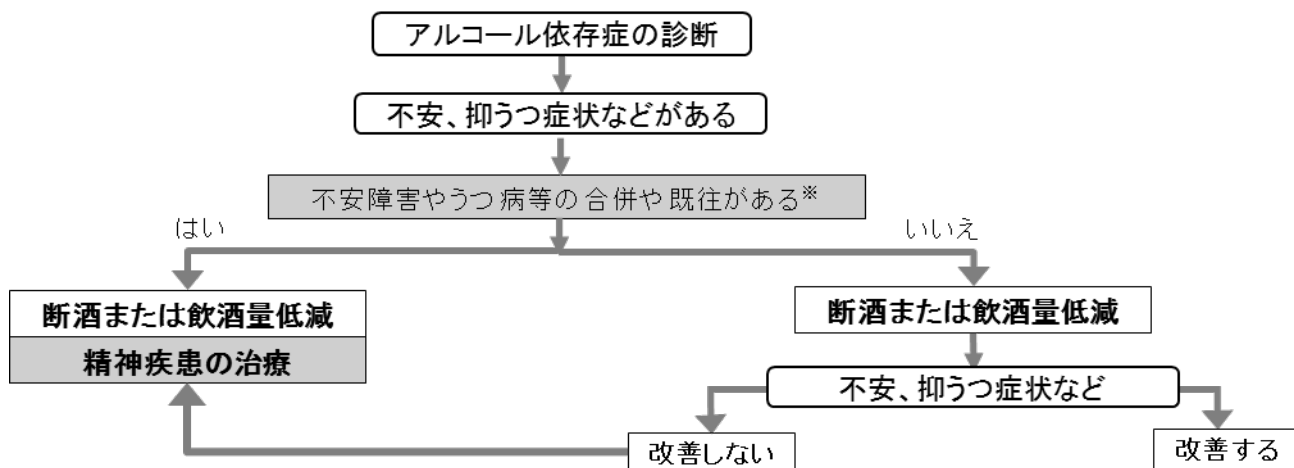 アルコール依存症の診断
不安、抑うつ症状などがある
不安障害やうつ病等の合併や既往がある※
はい
いいえ
断酒または飲酒量低減
精神疾患の治療
断酒または飲酒量低減
不安、抑うつ症状など
改善しない
改善する